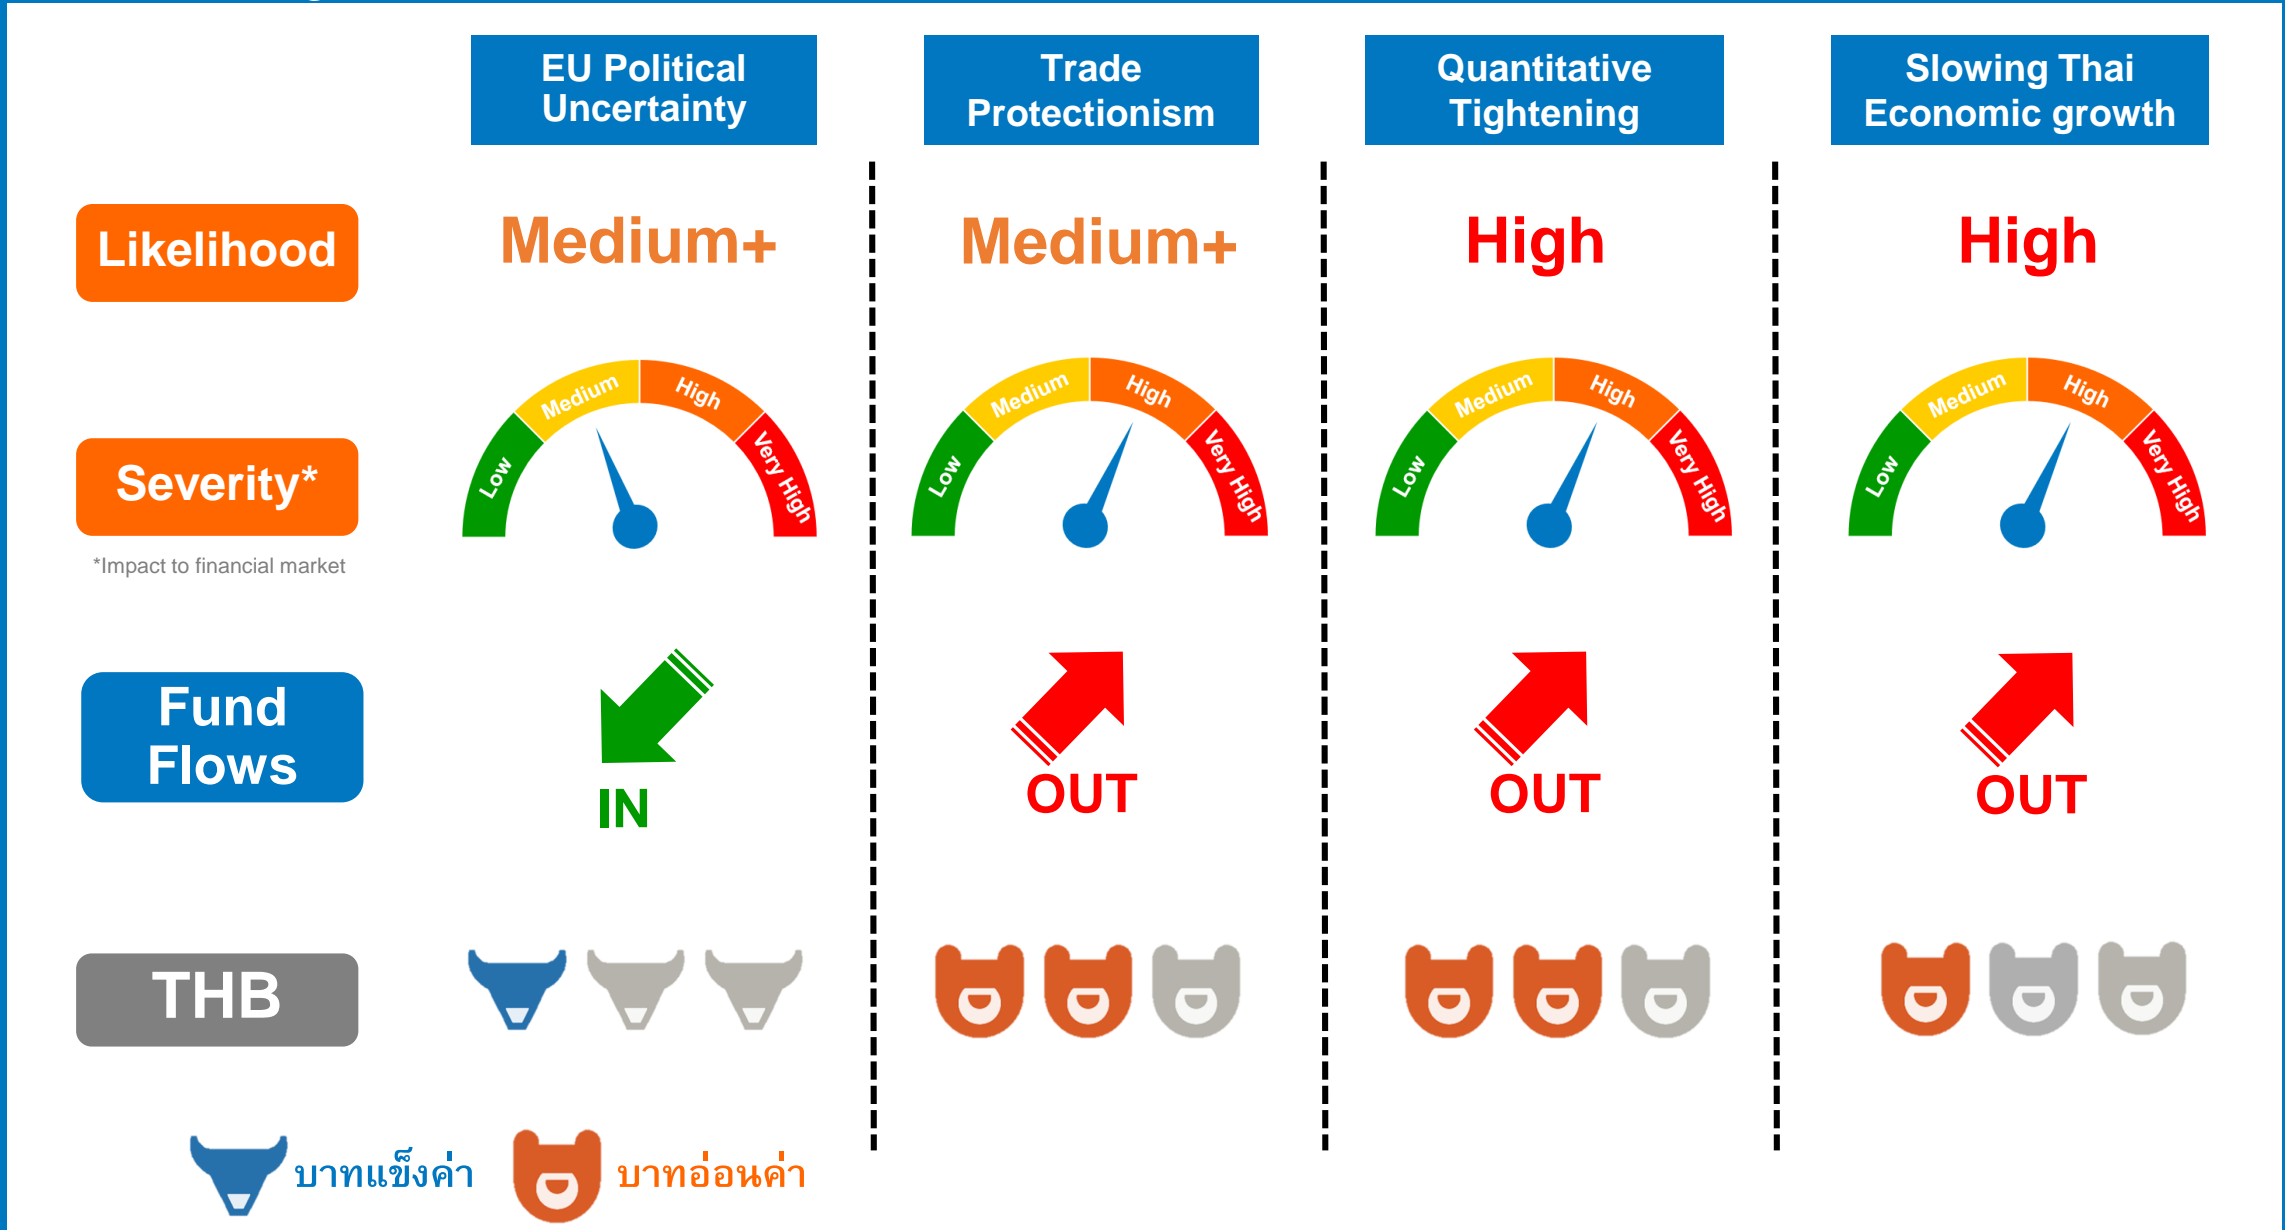 EU Political
Uncertainty
Trade
Protectionism
Quantitative
Tightening
Slowing Thai
Economic growth
Likelihood
Medium+
Medium+
High
High
Severity*
*Impact to financial market
Low
Medium
High
Very High
Low
Medium
High
Very High
Low
Medium
High
Very High
Low
Medium
High
Very High
Fund
Flows
IN
OUT
OUT
OUT
THB
บาทแข็งค่า
บาทอ่อนค่า